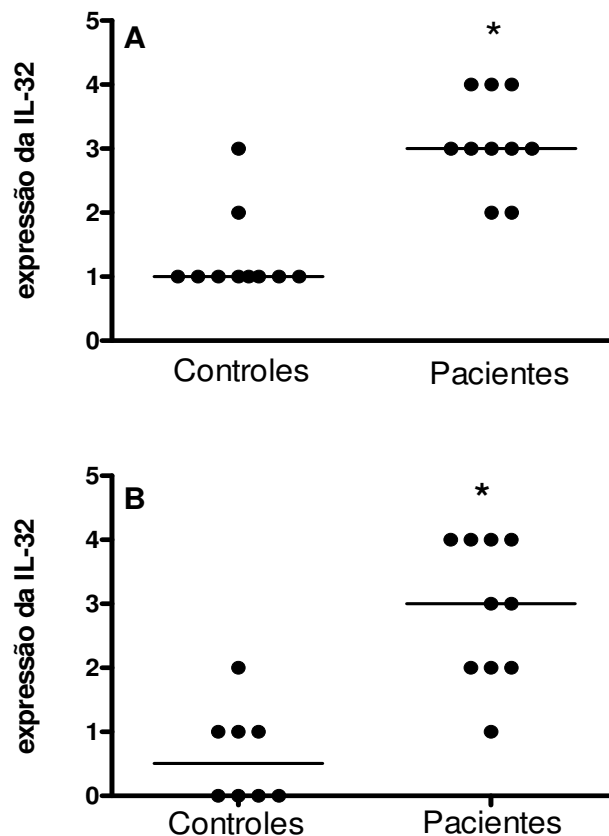 A
*
expressão da IL-32
5
4
3
2
1
0
Controles Pacientes
B
*
expressão da IL-32
5
4
3
2
1
0
Controles Pacientes